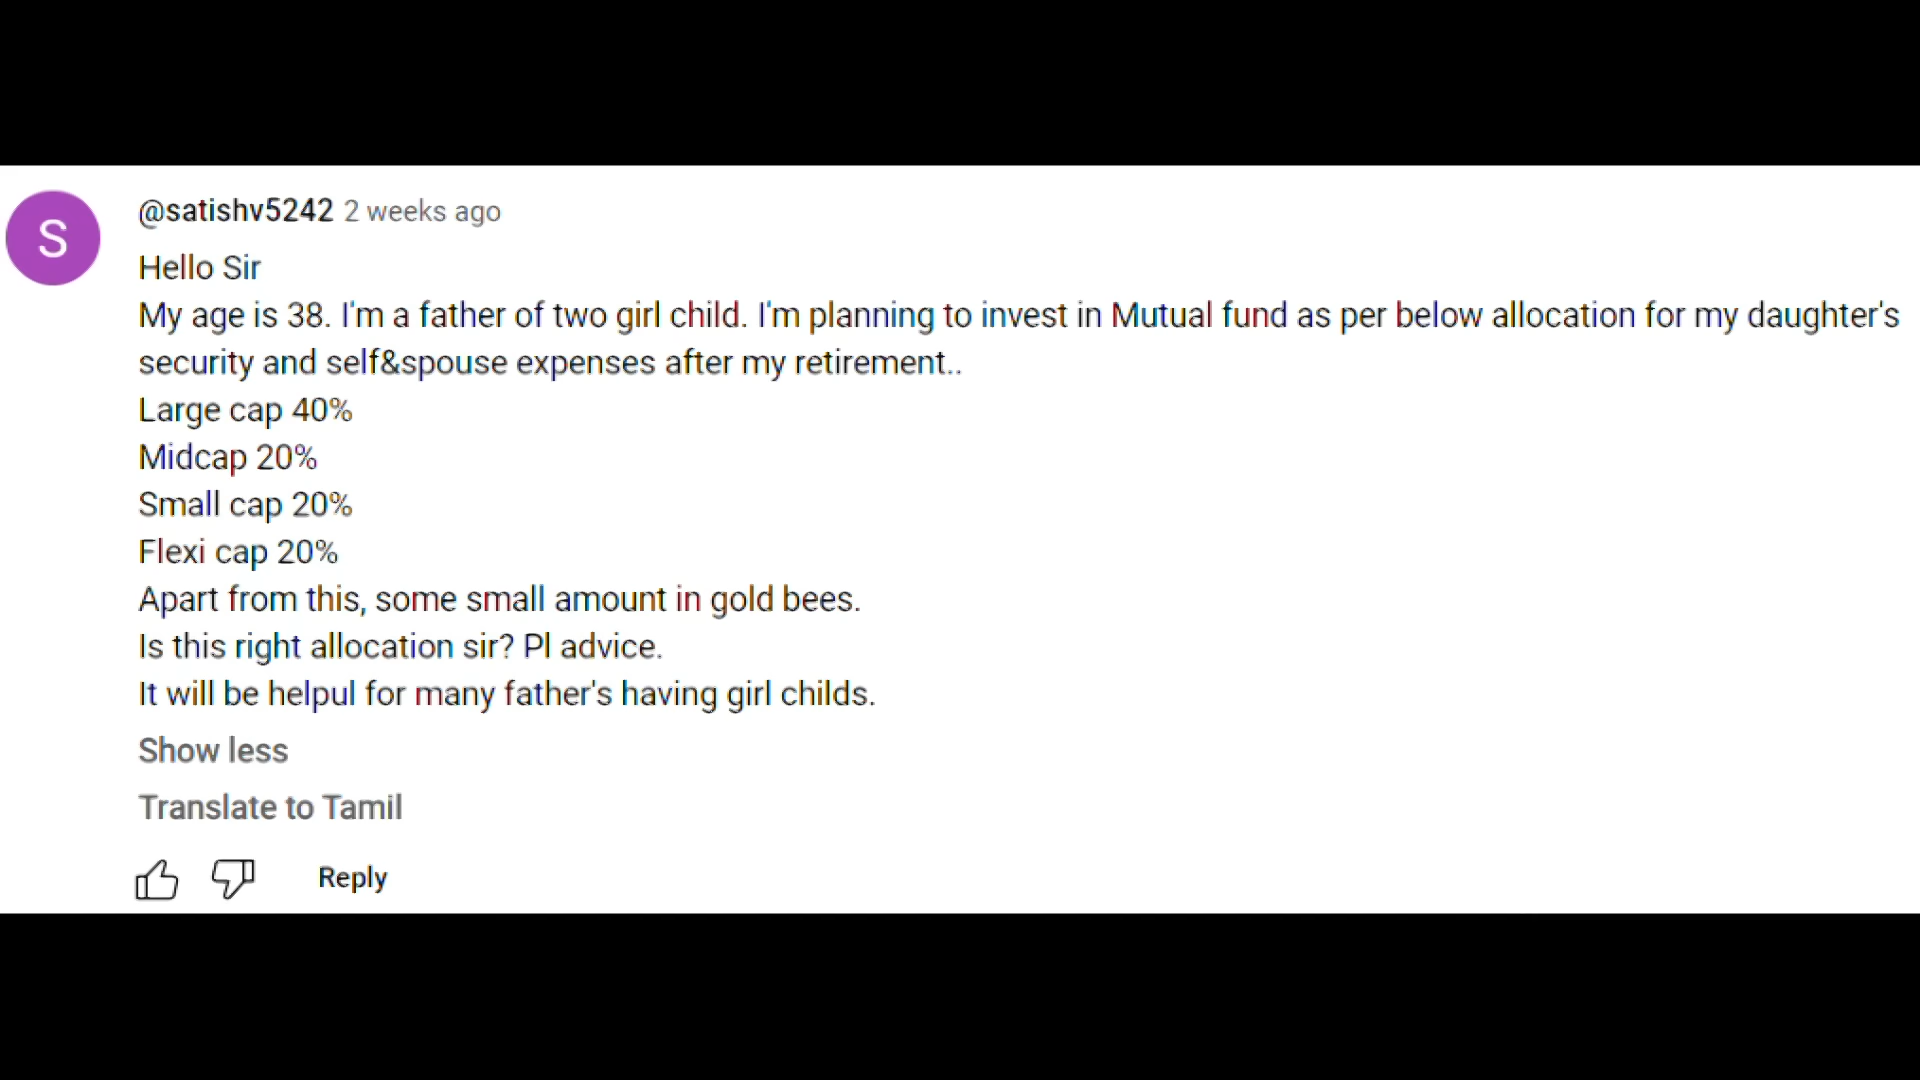 S
@satishv5242 2 weeks ago
Hello Sir
My age is 38. I'm a father of two girl child. I'm planning to invest in Mutual fund as per below allocation for my daughter's
security and self&spouse expenses after my retirement..
Large cap 40%
Midcap 20%
Small cap 20%
Flexi cap 20%
Apart from this, some small amount in gold bees.
Is this right allocation sir? Pl advice.
It will be helpul for many father's having girl childs.
Show less
Translate to Tamil
Reply